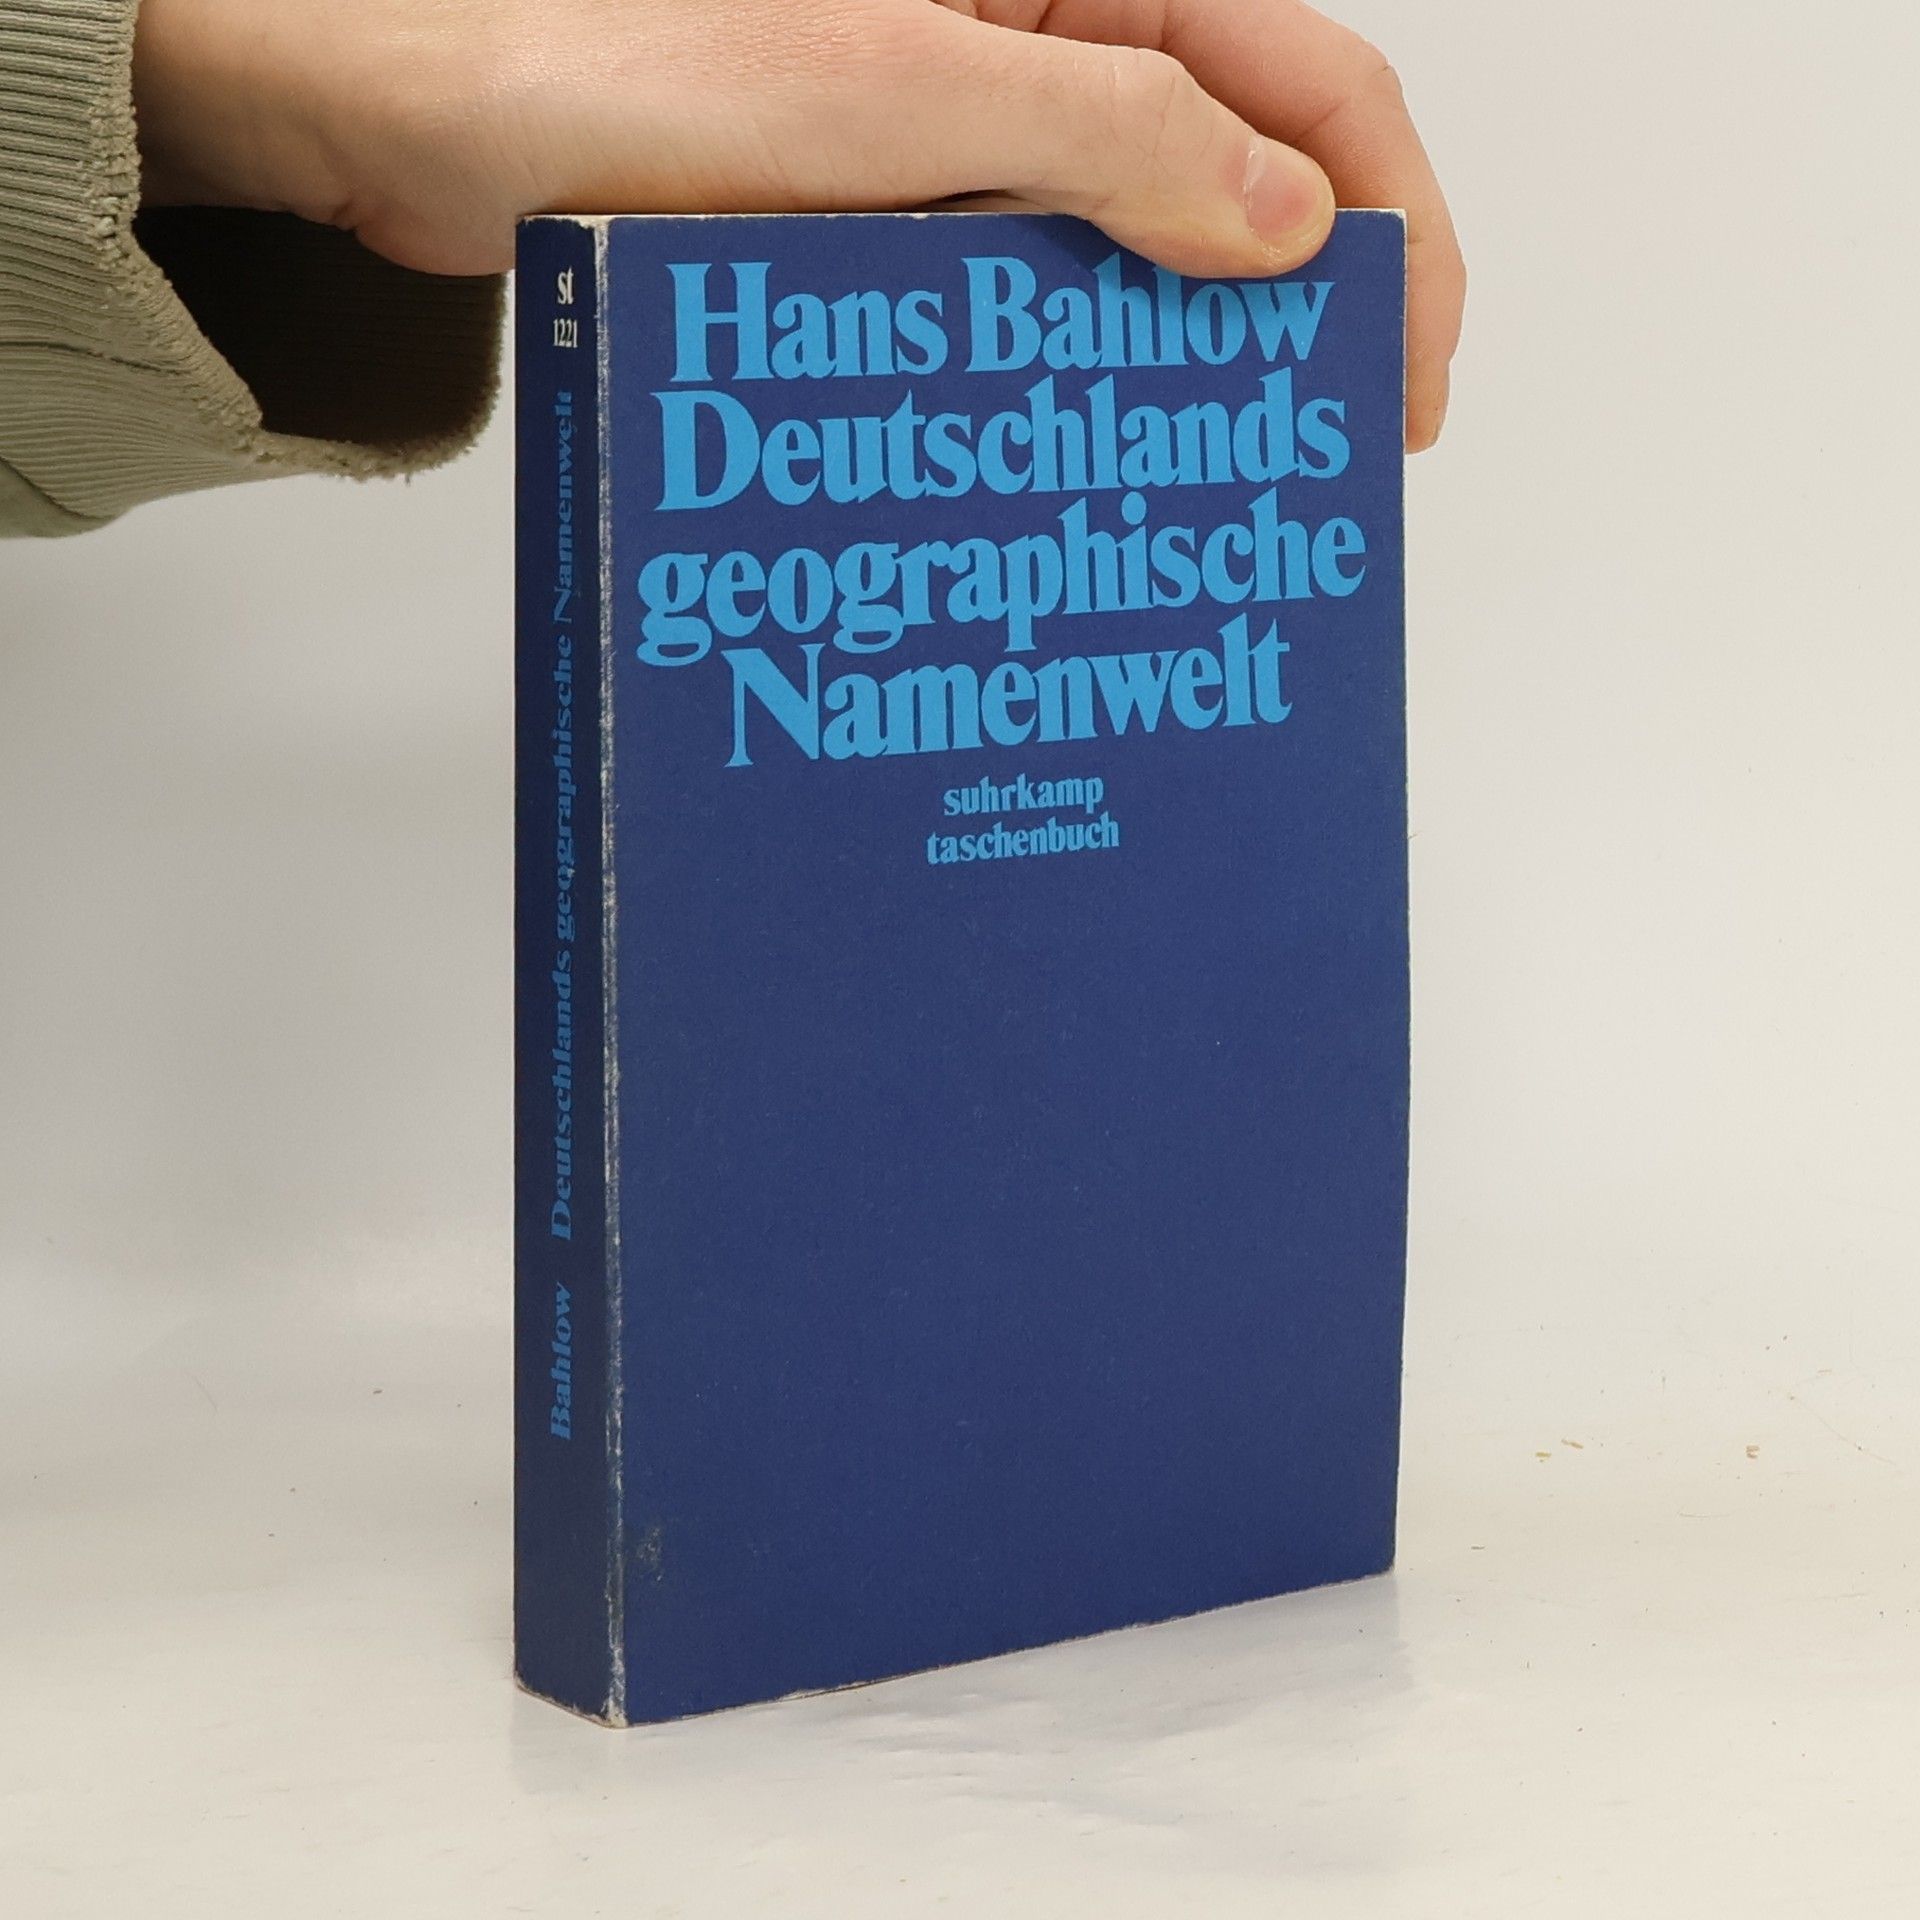 st
1221
Bahlow Deutschlands geographische Namenwelt
Hans Bahlow
Deutschlands
geographische
Namenwelt
suhrkamp
taschenbuch